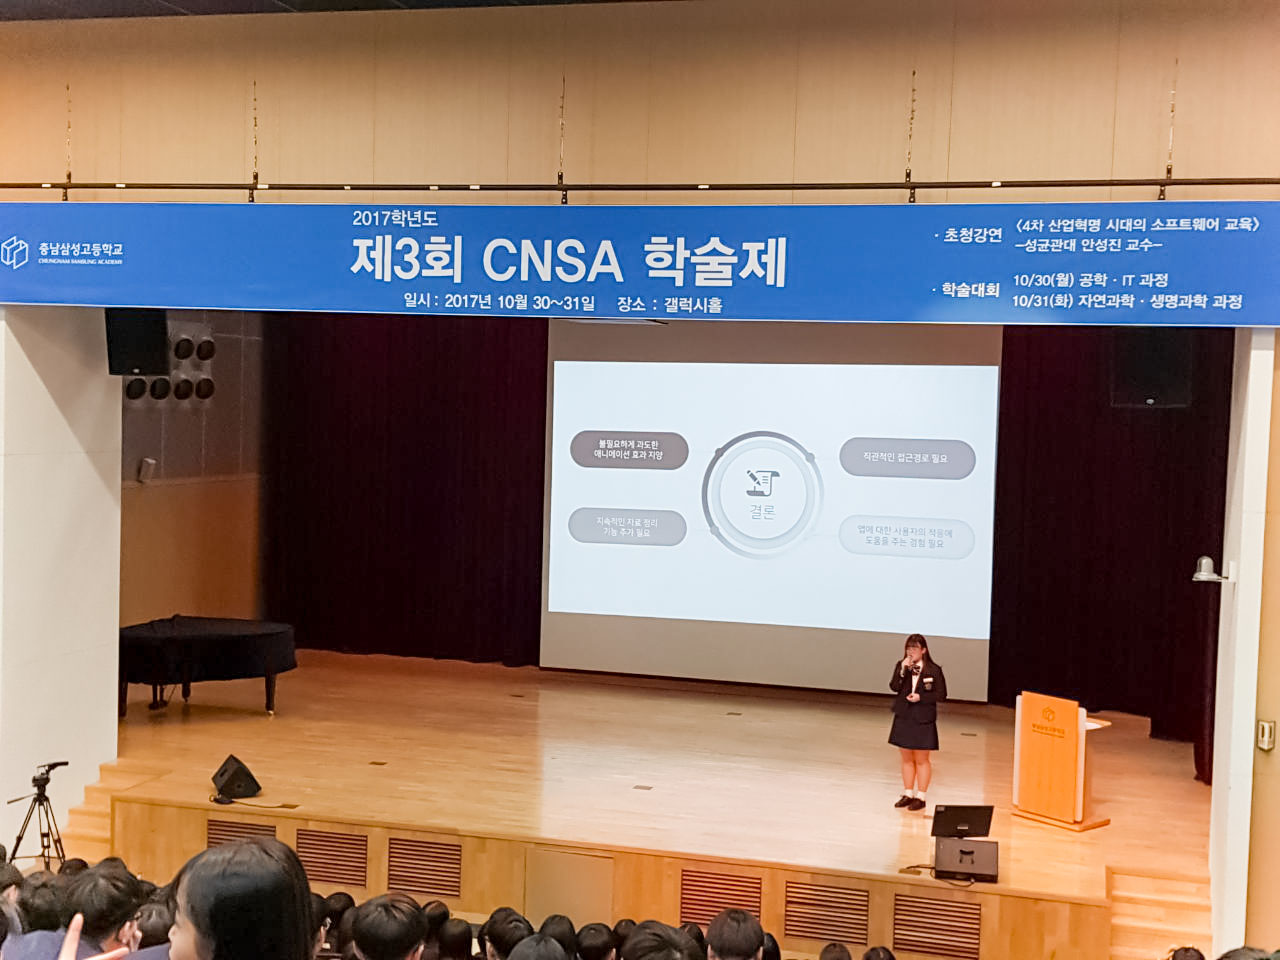 충남삼성고등학교
CHUNGNAM SAMSUNG ACADEMY
2017학년도
제3회 CNSA 학술제
일시 : 2017년 10월 30~31일 장소 : 갤럭시홀
· 초청강연 <4차 산업혁명 시대의 소프트웨어 교육>
-성균관대 안성진 교수-
· 학술대회 10/30(월) 공학 · IT 과정
10/31(화) 자연과학 · 생명과학 과정
불필요하게 과도한
애니메이션 효과 지양
지속적인 자료 정리
기능 추가 필요
결론
직관적인 접근경로 필요
앱에 대한 사용자의 적응에
도움을 주는 경험 필요
충남삼성고등학교